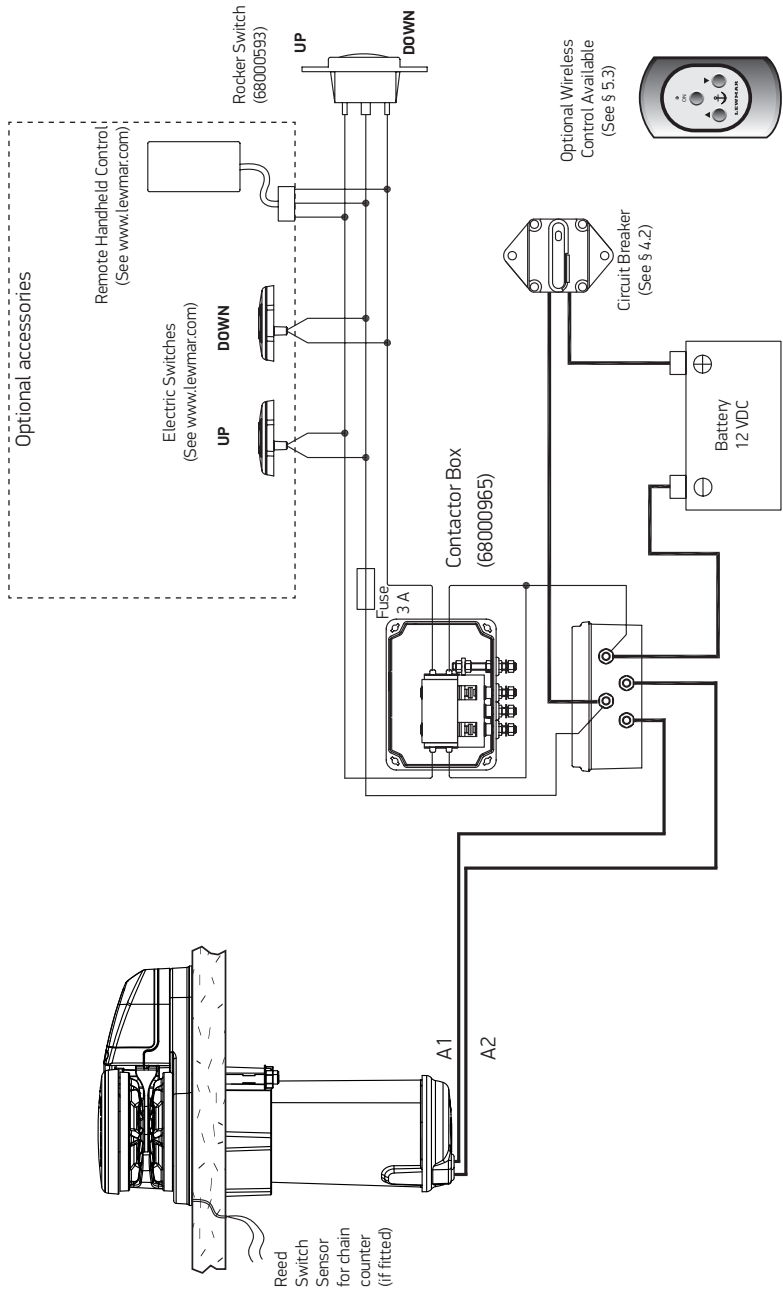 Optional accessories
Remote Handheld Control
(See www.lewmar.com)
Electric Switches
(See www.lewmar.com)
UP
DOWN
Rocker Switch
(68000593)
UP
DOWN
Fuse
3 A
Contactor Box
(68000965)
Optional Wireless
Control Available
(See § 5.3)
ON
LEWMAR
Circuit Breaker
(See § 4.2)
Battery
12 VDC
A1
A2
Reed
Switch
Sensor
for chain
counter
(if fitted)